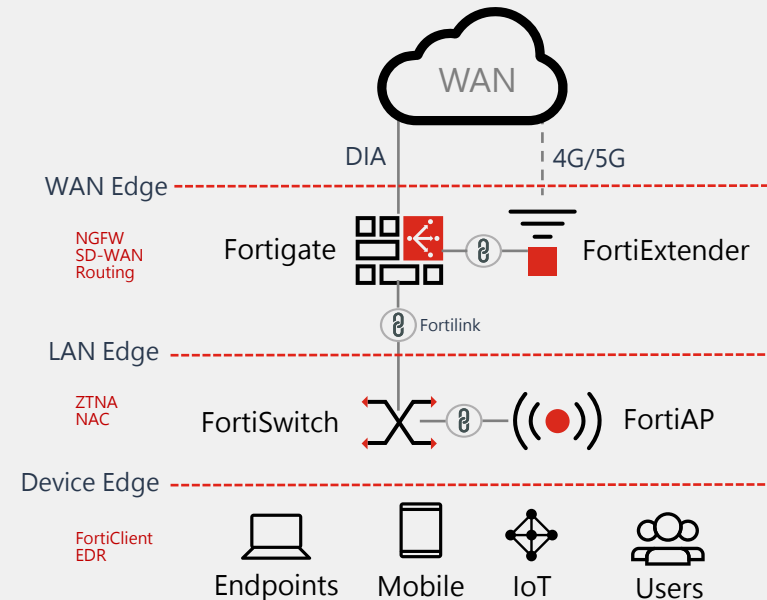 WAN
DIA
4G/5G
WAN Edge
NGFW
SD-WAN
Routing
Fortigate
FortiExtender
Fortilink
LAN Edge
ZTNA
NAC
FortiSwitch
FortiAP
Device Edge
FortiClient
EDR
Endpoints
Mobile
IoT
Users